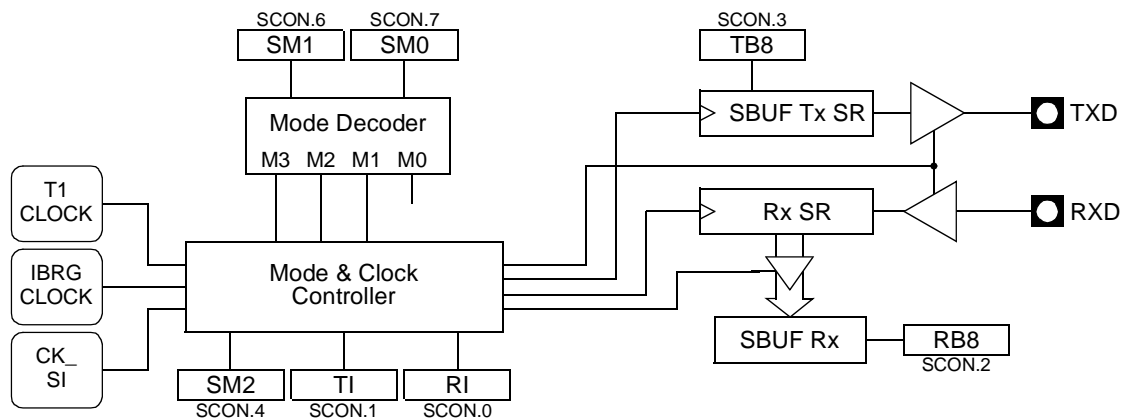 SCON.6 SCON.7 SCON.3
SM1 SM0 TB8
Mode Decoder SBUF Tx SR TXD
M3 M2 M1 M0
T1
CLOCK
Rx SR RXD
IBRG
CLOCK
Mode & Clock
Controller
CK_
SI
SBUF Rx RB8
SCON.2
SM2 TI RI
SCON.4 SCON.1 SCON.0